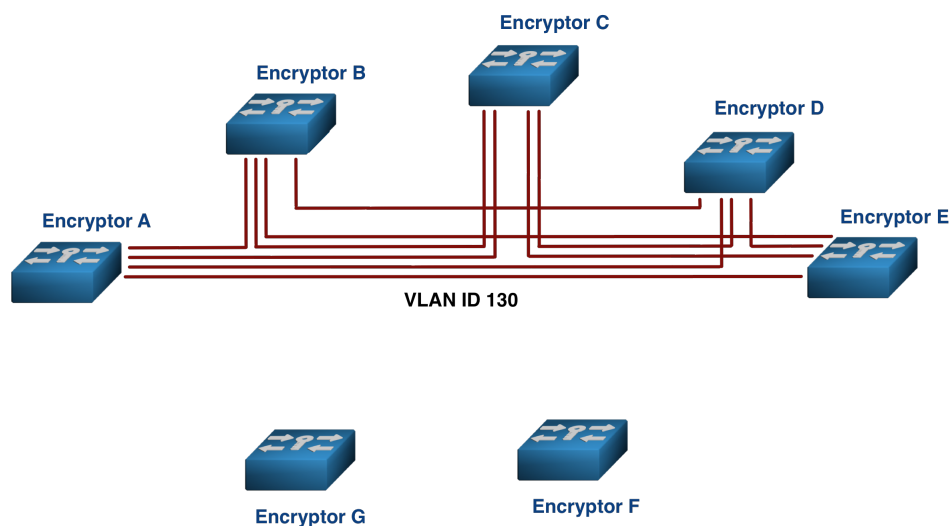 Encryptor C
Encryptor B
Encryptor D
Encryptor A
Encryptor E
VLAN ID 130
Encryptor F
Encryptor G